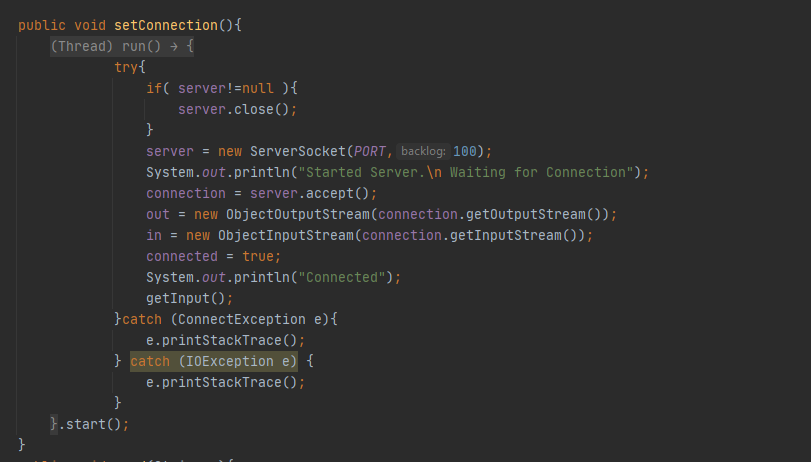 public void setConnection(){
(Thread) run() → {
try{
if( server!=null ){
server.close();
}
server = new ServerSocket(PORT, backlog: 100);
System.out.println("Started Server.\n Waiting for Connection");
connection = server.accept();
out = new ObjectOutputStream(connection.getOutputStream());
in = new ObjectInputStream(connection.getInputStream());
connected = true;
System.out.println("Connected");
getInput();
}catch (ConnectException e){
e.printStackTrace();
} catch (IOException e) {
e.printStackTrace();
}
}.start();
}